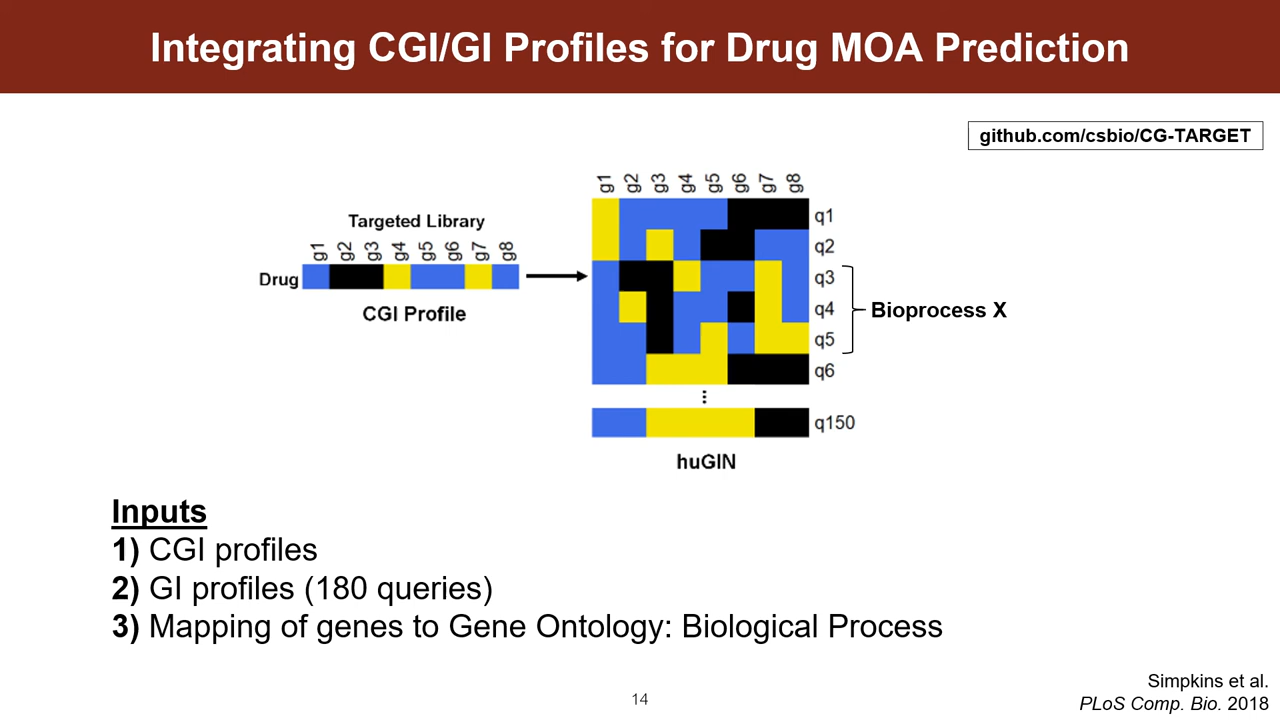 Integrating CGI/GI Profiles for Drug MOA Prediction
github.com/csbio/CG-TARGET
Targeted Library
g1 g2 g3 g4 g5 g6 g7 g8
Drug
CGI Profile
g1 g2 g3 g4 g5 g6 g7 g8
q1
q2
q3
q4
q5
q6
⋮
q150
Bioprocess X
huGIN
Inputs
1) CGI profiles
2) GI profiles (180 queries)
3) Mapping of genes to Gene Ontology: Biological Process
14
Simpkins et al.
PLoS Comp. Bio. 2018